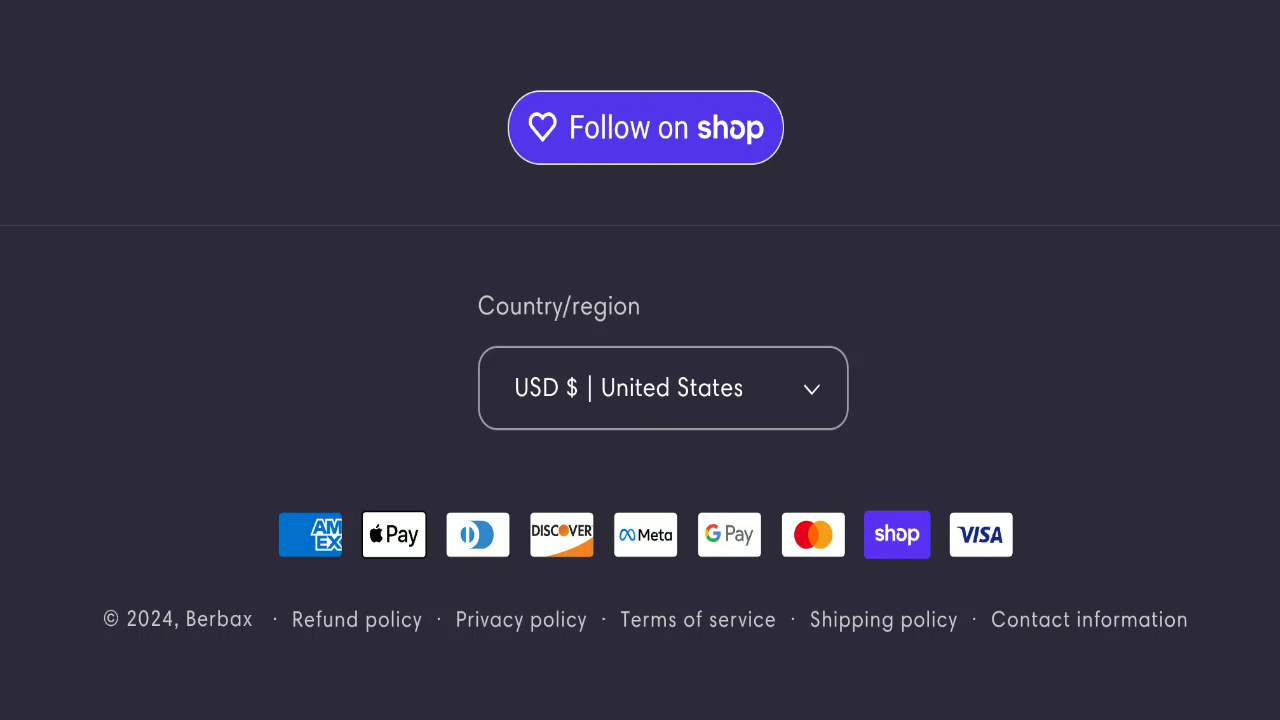 Follow on shop
Country/region
USD $ | United States
AM EX Pay DISCOVER Meta G Pay shop VISA
© 2024, Berbax · Refund policy · Privacy policy · Terms of service · Shipping policy · Contact information